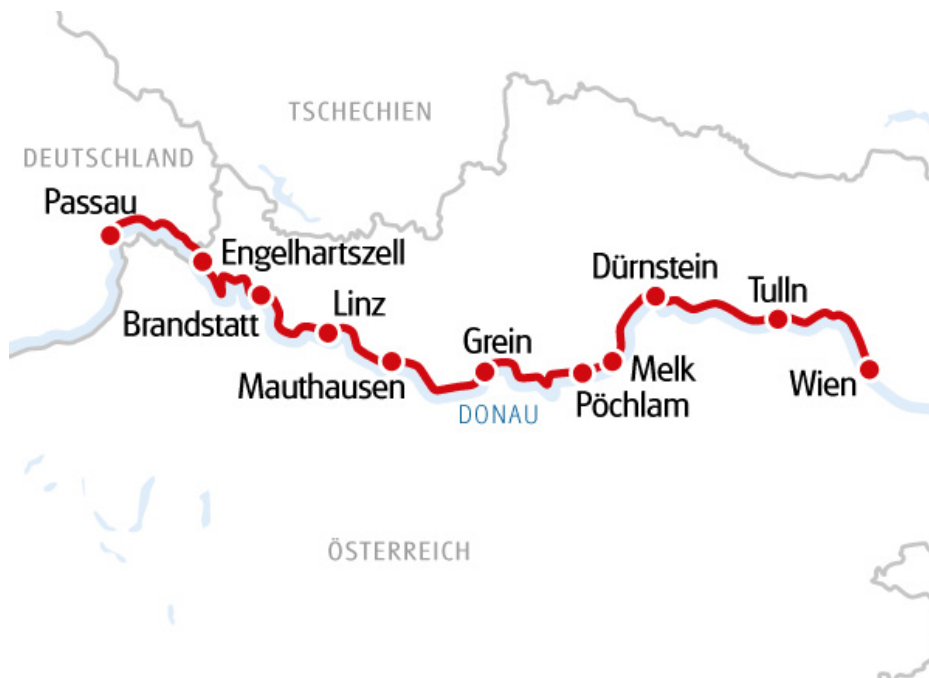 TSCHECHIEN
DEUTSCHLAND
Passau
Engelhartszell
Dürnstein
Tulln
Brandstatt
Linz
Grein
Melk
Mauthausen
Wien
Pöchlam
DONAU
ÖSTERREICH